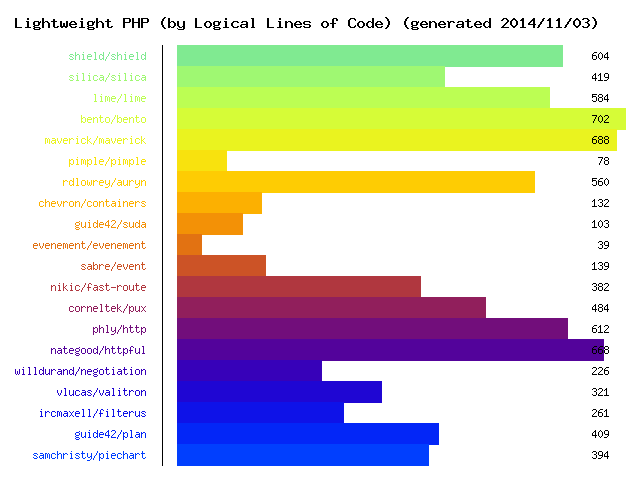 Lightweight PHP (by Logical Lines of Code) (generated 2014/11/03)
shield/shield 604
silica/silica 419
lime/lime 584
bento/bento 702
maverick/maverick 688
pimple/pimple 78
rdlowrey/auryn 560
chevron/containers 132
guide42/suda 103
evenement/evenement 39
sabre/event 139
nikic/fast-route 382
corneltek/pux 484
phly/http 612
nategood/httpful 668
willdurand/negotiation 226
vlucas/valitron 321
ircmaxell/filterus 261
guide42/plan 409
samchristy/piechart 394